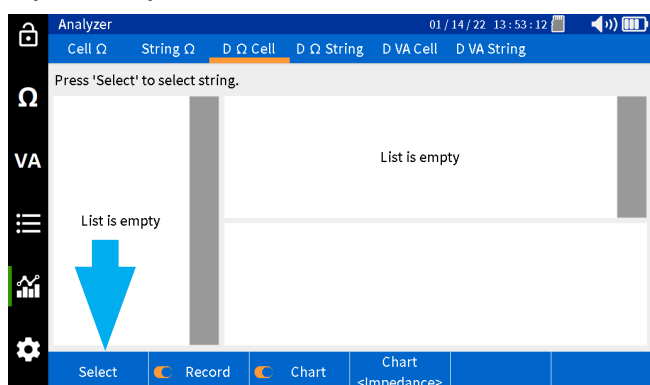 Analyzer 01/14/22 13:53:12
Cell Ω String Ω D Ω Cell D Ω String D VA Cell D VA String
Press 'Select' to select string.
Ω
VA
List is empty
List is empty
Select Record Chart Chart
<Impedance>